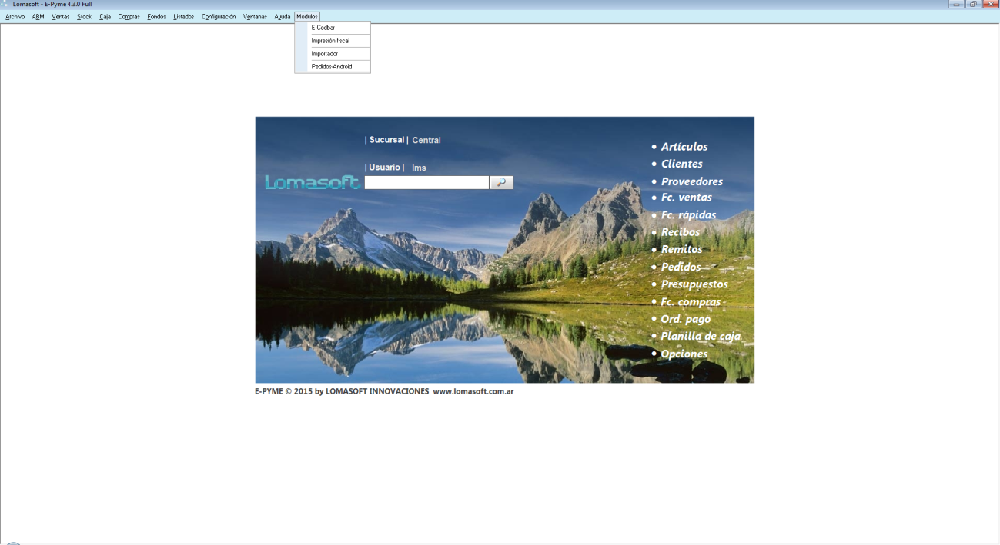 Lomasoft - E-Pyme 4.3.0 Full
Archivo ABM Ventas Stock Caja Compras Fondos Listados Configuración Ventanas Ayuda Modulos
E-Codbar
Impresión fiscal
Importador
Pedidos-Android
| Sucursal | Central
| Usuario | lms
Lomasoft
• Artículos
• Clientes
• Proveedores
• Fc. ventas
• Fc. rápidas
• Recibos
• Remitos
• Pedidos
• Presupuestos
• Fc. compras
• Ord. pago
• Planilla de caja
• Opciones
E-PYME © 2015 by LOMASOFT INNOVACIONES www.lomasoft.com.ar